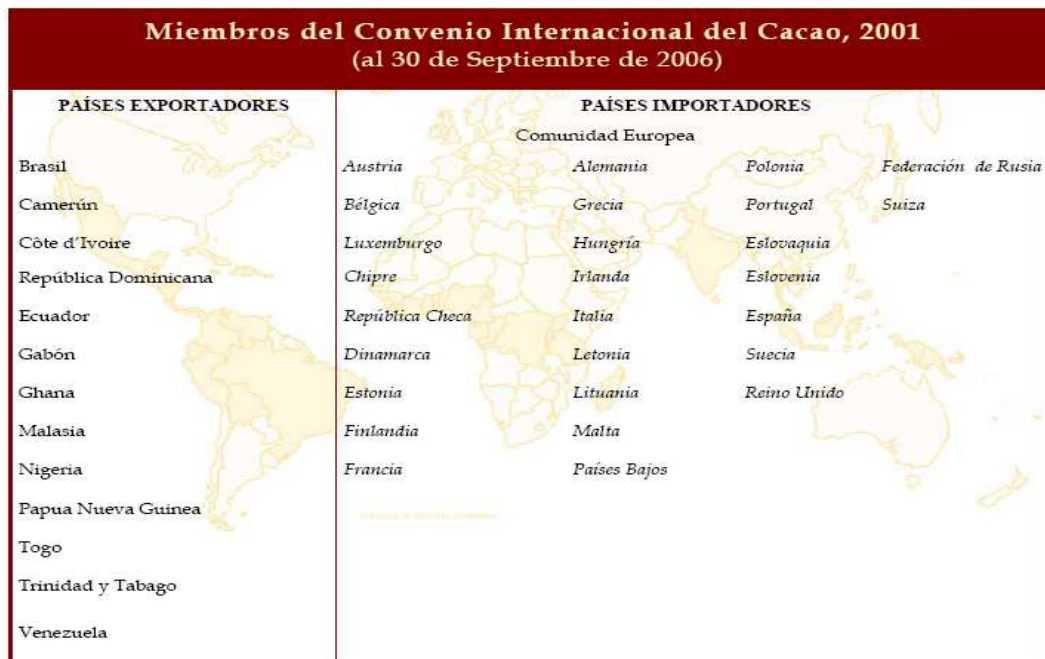 Miembros del Convenio Internacional del Cacao, 2001
(al 30 de Septiembre de 2006)
PAÍSES EXPORTADORES
Brasil
Camerún
Côte d'Ivoire
República Dominicana
Ecuador
Gabón
Ghana
Malasia
Nigeria
Papua Nueva Guinea
Togo
Trinidad y Tabago
Venezuela
PAÍSES IMPORTADORES
Comunidad Europea
Austria Alemania Polonia Federación de Rusia
Bélgica Grecia Portugal Suiza
Luxemburgo Hungría Eslovaquia
Chipre Irlanda Eslovenia
República Checa Italia España
Dinamarca Letonia Suecia
Estonia Lituania Reino Unido
Finlandia Malta
Francia Países Bajos